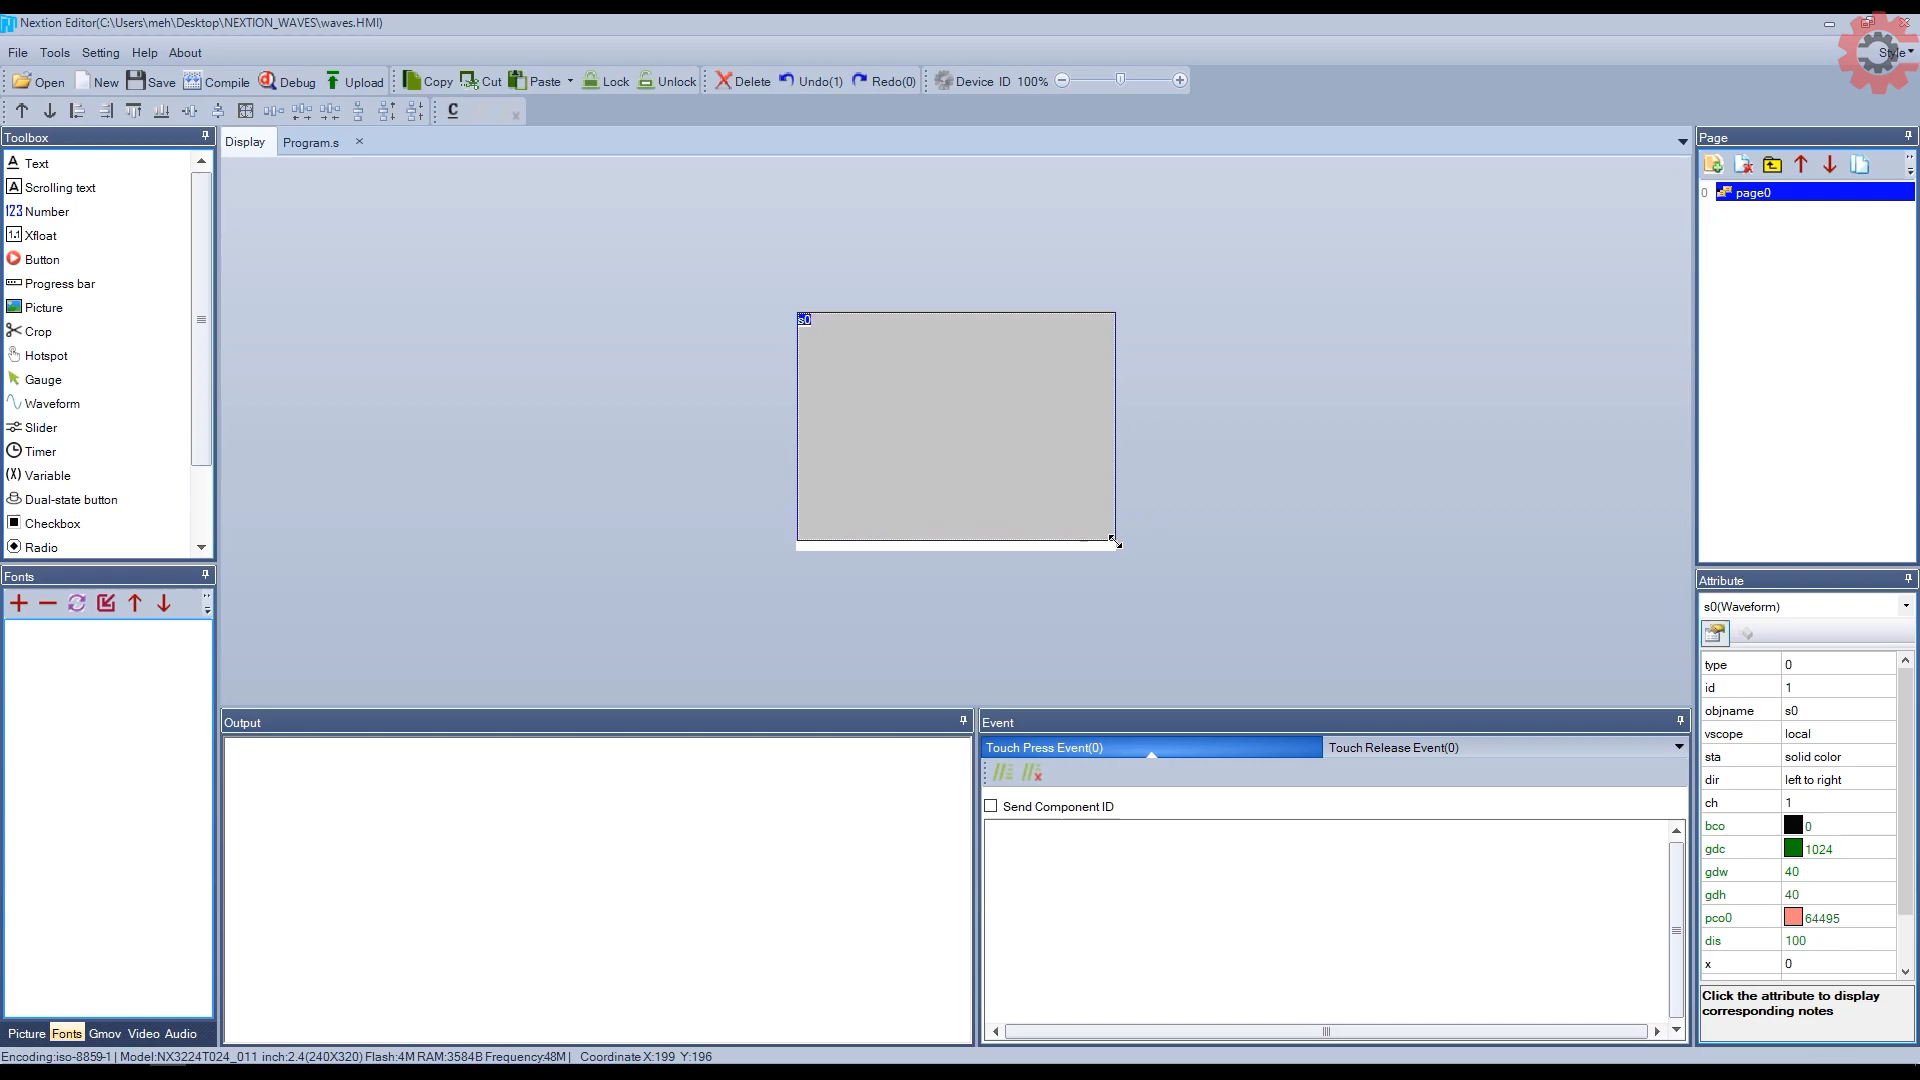 Nextion Editor(C:\Users\meh\Desktop\NEXTION_WAVES\waves.HMI)
File Tools Setting Help About
Style
Open New Save Compile Debug Upload Copy Cut Paste Lock Unlock Delete Undo(1) Redo(0) Device ID 100%
C
Toolbox
Text
Scrolling text
123 Number
1.1 Xfloat
Button
Progress bar
Picture
Crop
Hotspot
Gauge
Waveform
Slider
Timer
(X) Variable
Dual-state button
Checkbox
Radio
Fonts
Picture Fonts Gmov Video Audio
Display Program.s
s0
Output
Event
Touch Press Event(0) Touch Release Event(0)
Send Component ID
Page
0 page0
Attribute
s0(Waveform)
type 0
id 1
objname s0
vscope local
sta solid color
dir left to right
ch 1
bco 0
gdc 1024
gdw 40
gdh 40
pco0 64495
dis 100
x 0
Click the attribute to display
corresponding notes
Encoding:iso-8859-1 | Model:NX3224T024_011 inch:2.4(240X320) Flash:4M RAM:3584B Frequency:48M | Coordinate X:199 Y:196